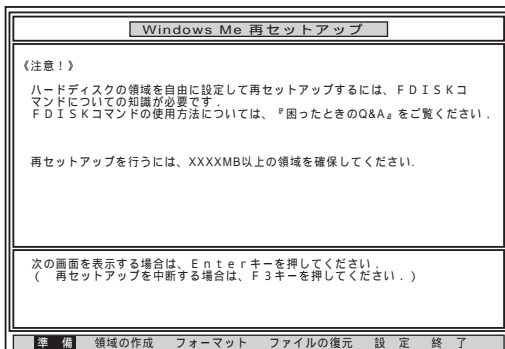 Windows Me 再セットアップ
《注意！》
ハードディスクの領域を自由に設定して再セットアップするには、ＦＤＩＳＫコ
マンドについての知識が必要です．
ＦＤＩＳＫコマンドの使用方法については、『困ったときのQ&A』をご覧ください．
再セットアップを行うには、XXXXMB以上の領域を確保してください.
次の画面を表示する場合は、Ｅｎｔｅｒキーを押してください．
(　再セットアップを中断する場合は、Ｆ３キーを押してください．)
準　備　領域の作成　フォーマット　ファイルの復元　設　定　終　了